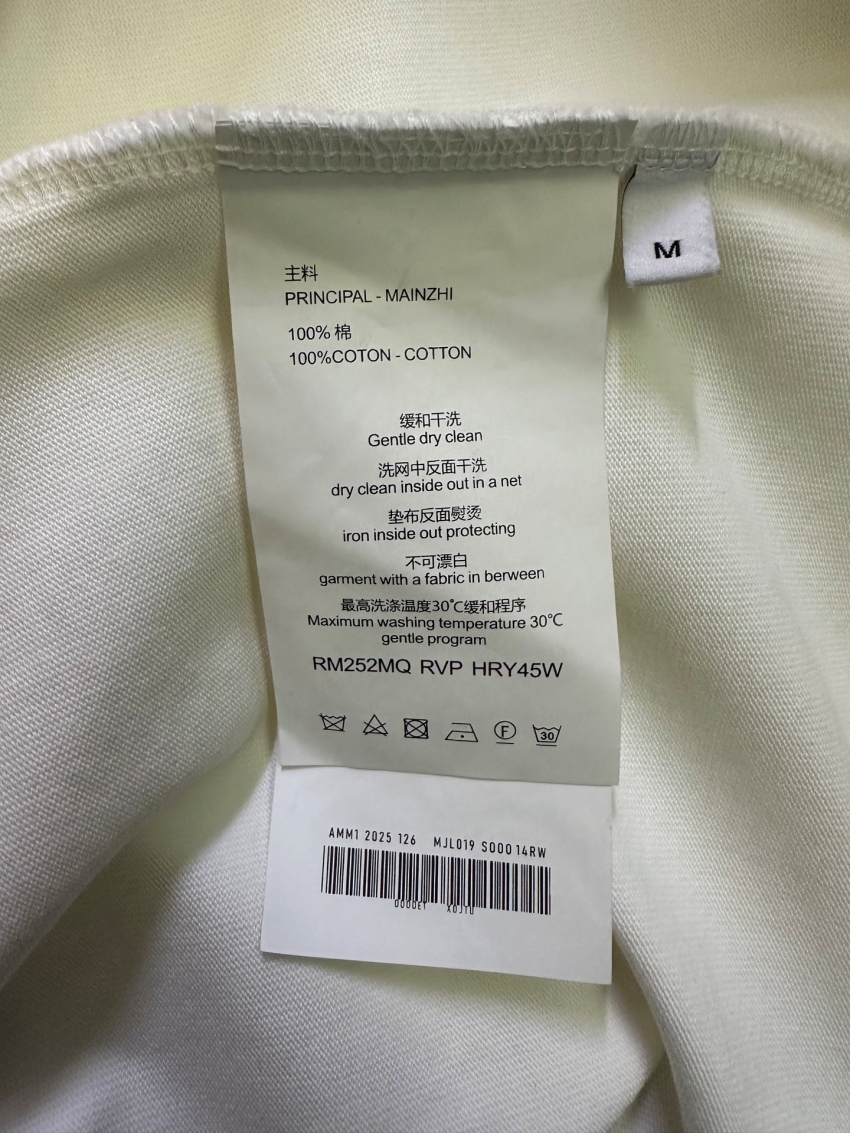 M
主料
PRINCIPAL - MAINZHI
100% 棉
100%COTON - COTTON
缓和干洗
Gentle dry clean
洗网中反面干洗
dry clean inside out in a net
垫布反面熨烫
iron inside out protecting
不可漂白
garment with a fabric in berween
最高洗涤温度30℃缓和程序
Maximum washing temperature 30℃
gentle program
RM252MQ RVP HRY45W
F
30
AMM1 2025 126 MJL019 S000 14RW